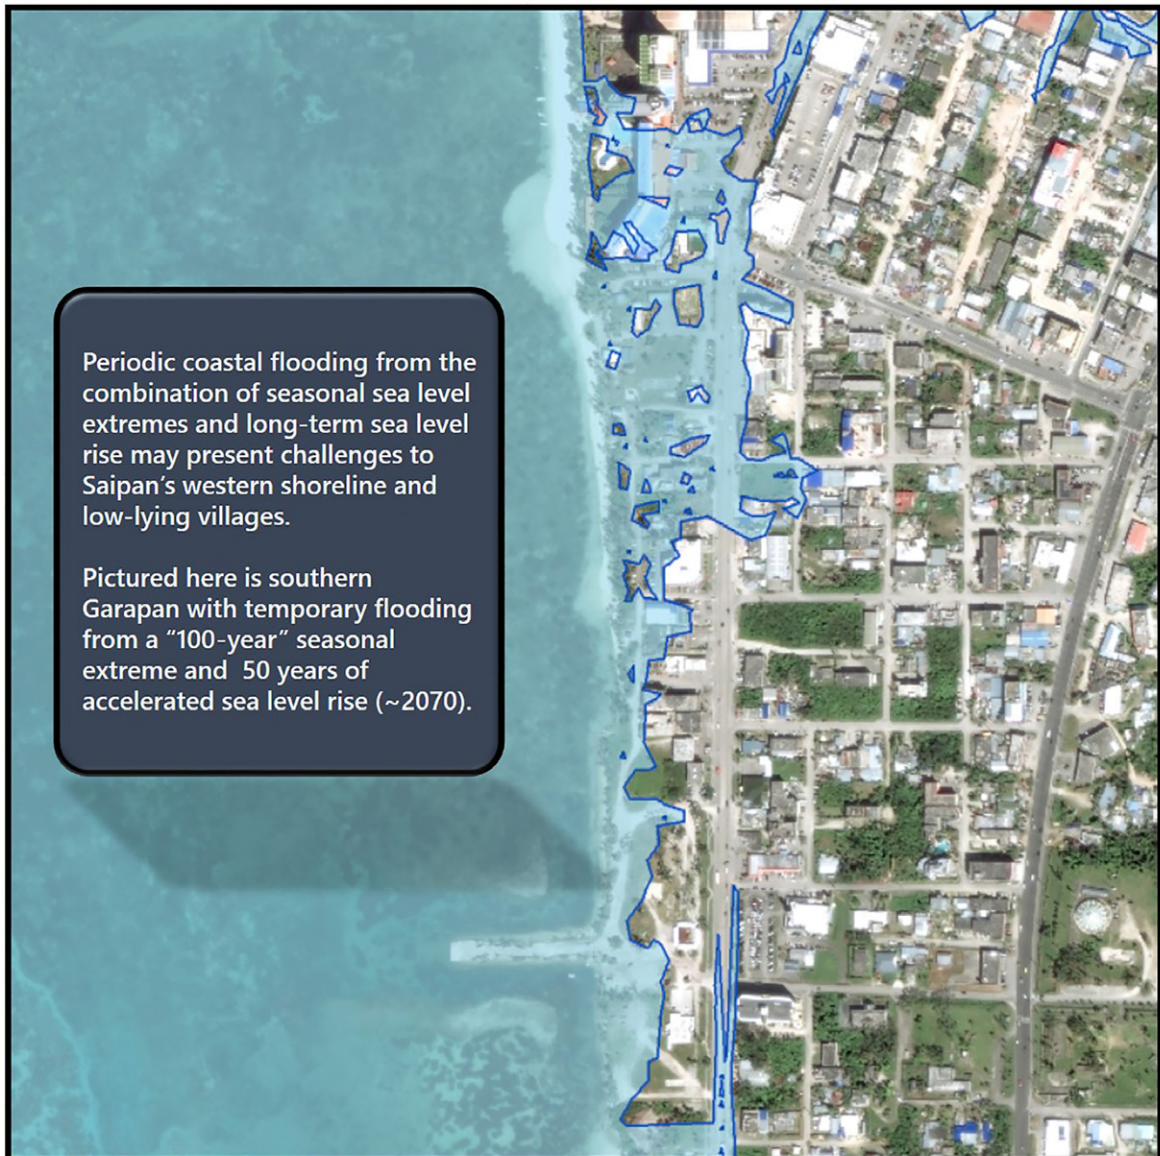 Periodic coastal flooding from the
combination of seasonal sea level
extremes and long-term sea level
rise may present challenges to
Saipan’s western shoreline and
low-lying villages.
Pictured here is southern
Garapan with temporary flooding
from a “100-year” seasonal
extreme and  50 years of
accelerated sea level rise (~2070).